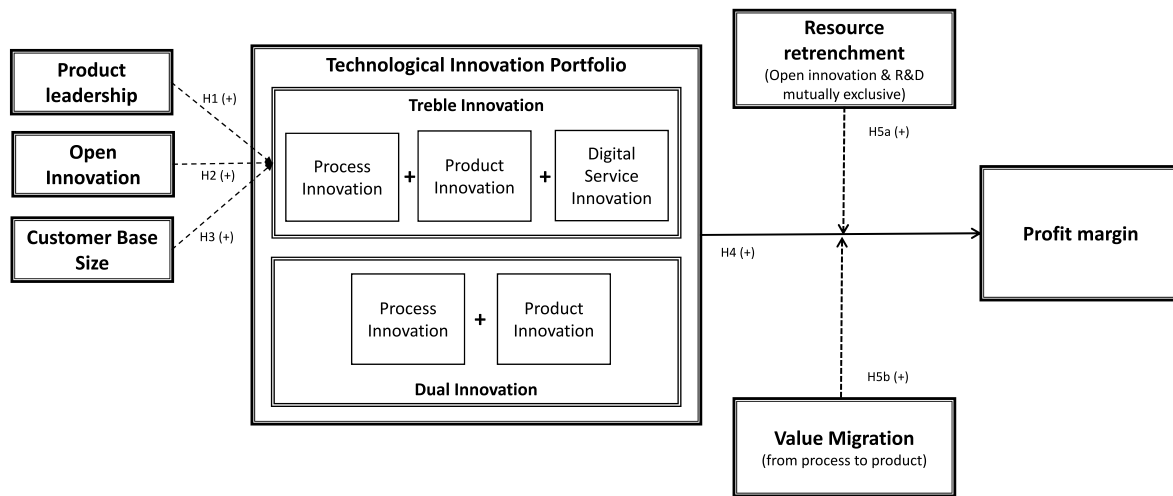 Product
leadership
Open
Innovation
Customer Base
Size
H1 (+)
H2 (+)
H3 (+)
Technological Innovation Portfolio
Treble Innovation
Process
Innovation
+
Product
Innovation
+
Digital
Service
Innovation
Process
Innovation
+
Product
Innovation
Dual Innovation
H4 (+)
Resource
retrenchment
(Open innovation & R&D
mutually exclusive)
H5a (+)
H5b (+)
Value Migration
(from process to product)
Profit margin